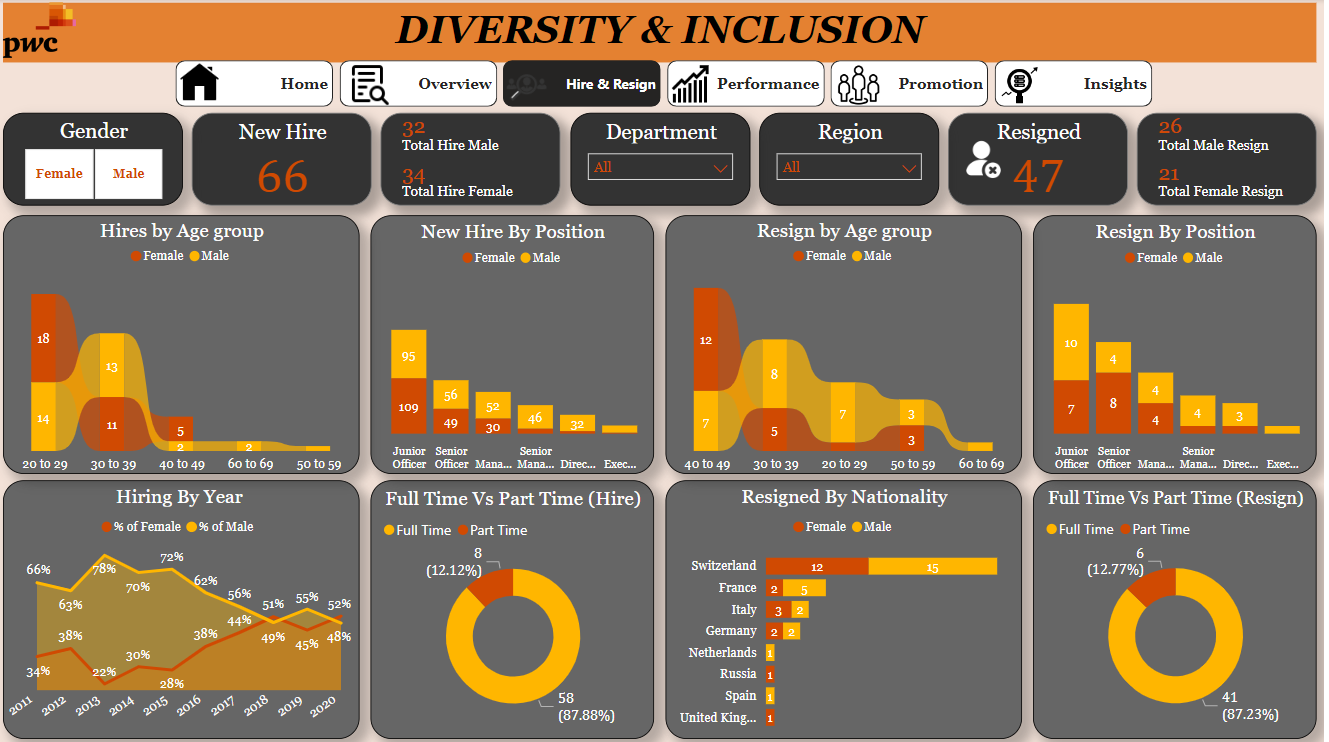 pwc
DIVERSITY & INCLUSION
Home
Overview
Hire & Resign
Performance
Promotion
Insights
Gender
Female
Male
New Hire
66
32
Total Hire Male
34
Total Hire Female
Department
All
Region
All
Resigned
47
26
Total Male Resign
21
Total Female Resign
Hires by Age group
Female Male
18
14
13
11
5
2
2
20 to 29 30 to 39 40 to 49 60 to 69 50 to 59
New Hire By Position
Female Male
95
109
56
49
52
30
46
32
Junior Officer
Senior Officer
Mana...
Senior Mana...
Direc...
Exec...
Resign by Age group
Female Male
12
7
8
5
7
3
3
40 to 49 30 to 39 20 to 29 50 to 59 60 to 69
Resign By Position
Female Male
10
7
4
8
4
4
4
3
Junior Officer
Senior Officer
Mana...
Senior Mana...
Direc...
Exec...
Hiring By Year
% of Female % of Male
66%
63%
78%
70%
72%
62%
56%
51%
55%
52%
34%
38%
22%
30%
28%
38%
44%
49%
45%
48%
2011 2012 2013 2014 2015 2016 2017 2018 2019 2020
Full Time Vs Part Time (Hire)
Full Time Part Time
8
(12.12%)
58
(87.88%)
Resigned By Nationality
Female Male
Switzerland 12 15
France 2 5
Italy 3 2
Germany 2 2
Netherlands 1
Russia 1
Spain 1
United King... 1
Full Time Vs Part Time (Resign)
Full Time Part Time
6
(12.77%)
41
(87.23%)